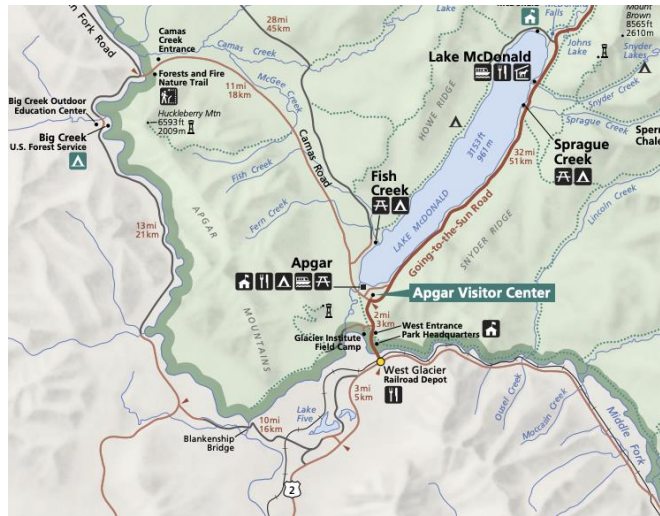 n Fork Road
Camas
Creek
Entrance
28mi
45km
Camas Creek
McGee Creek
Forests and Fire
Nature Trail
11mi
18km
Huckleberry Mtn
6593ft
2009m
Big Creek Outdoor
Education Center
Big Creek
U.S. Forest Service
Camas Road
Fish Creek
Fern Creek
13mi
21km
APGAR
MOUNTAINS
Falls
Mount
Brown
8565ft
2610m
Johns
Lake
Snyder
Lakes
Lake McDonald
HOWE RIDGE
Snyder Creek
Sprague Creek
Sperr
Chale
Sprague
Creek
3153ft
961m
LAKE McDONALD
32mi
51km
Fish
Creek
Going-to-the-Sun Road
SNYDER RIDGE
Lincoln Creek
Apgar
Apgar Visitor Center
2mi
3km
West Entrance
Park Headquarters
Glacier Institute
Field Camp
West Glacier
Railroad Depot
3mi
5km
Lake
Five
10mi
16km
Blankenship
Bridge
2
Ousel Creek
Moccasin Creek
Middle Fork